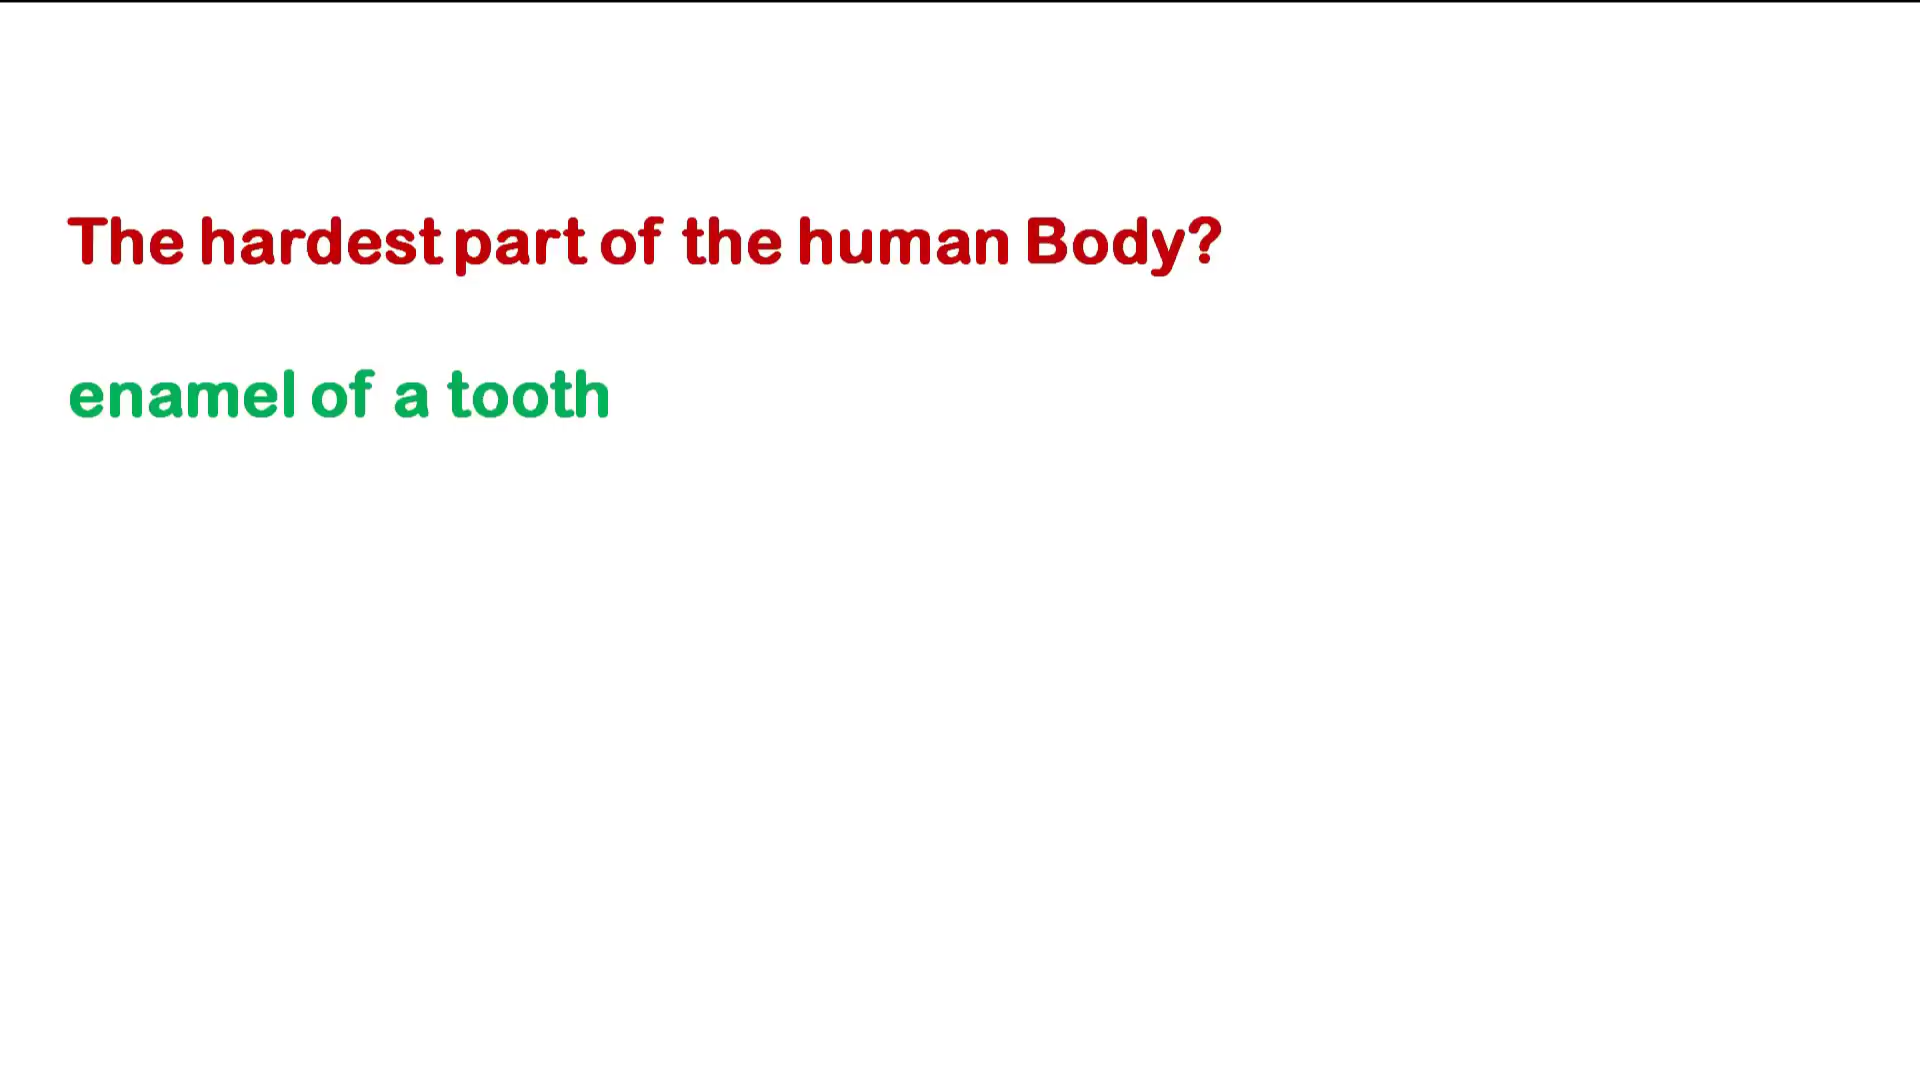 The hardest part of the human Body?
enamel of a tooth